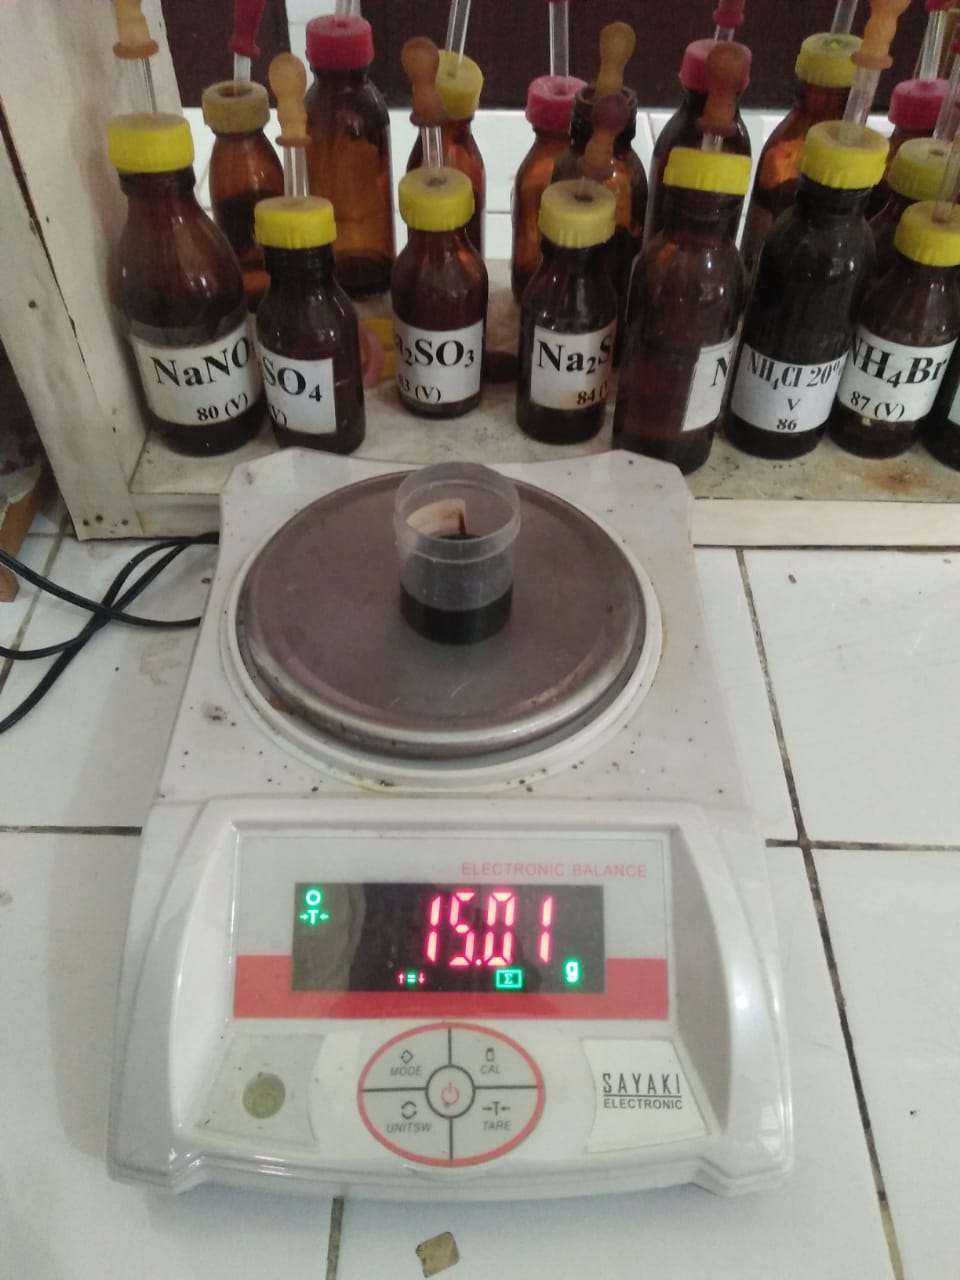 NaNO
80 (V)
SO₄
V)
a₂SO₃
83 (V)
Na₂S
84 (
N
NH₄Cl 20%
V
86
NH₄Br
87 (V)
ELECTRONIC BALANCE
→T←
15.01
↑=↓
Σ
g
MODE
CAL
UNITSW
→T←
TARE
SAYAKI
ELECTRONIC